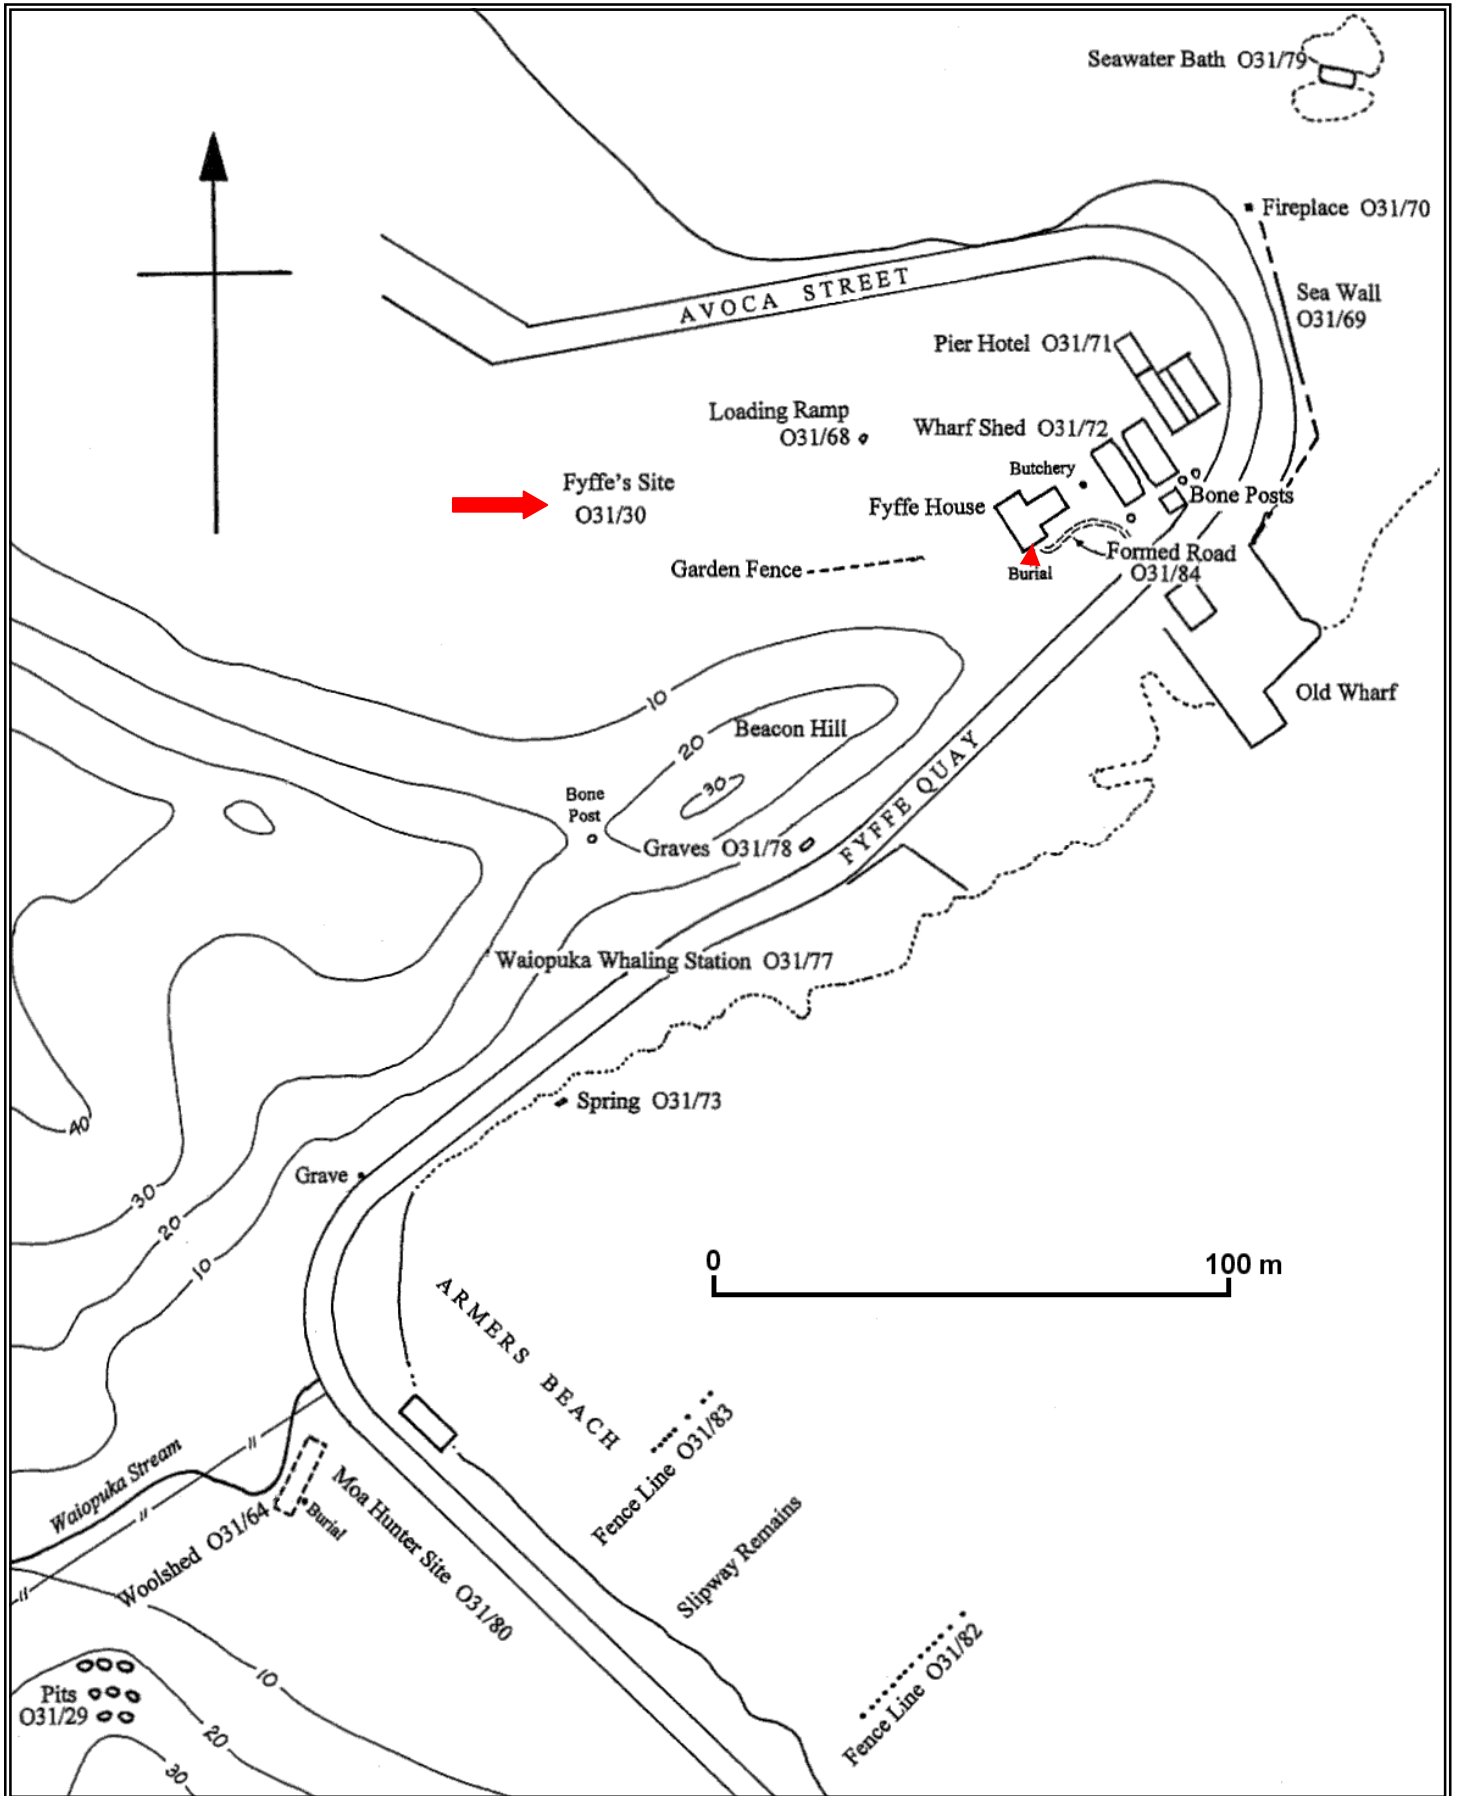 Seawater Bath O31/79
Fireplace O31/70
Sea Wall
O31/69
AVOCA STREET
Pier Hotel O31/71
Loading Ramp
O31/68
Wharf Shed O31/72
Butchery
Fyffe's Site
O31/30
Fyffe House
Bone Posts
Formed Road
O31/84
Garden Fence
Burial
10
Old Wharf
Beacon Hill
20
30
Bone
Post
FYFFE QUAY
Graves O31/78
Waiopuka Whaling Station O31/77
Spring O31/73
40
Grave
30
20
10
0
100 m
ARMERS BEACH
Fence Line O31/83
Waiopuka Stream
Woolshed O31/64
Burial
Moa Hunter Site O31/80
Slipway Remains
Fence Line O31/82
Pits
O31/29
10
20
30